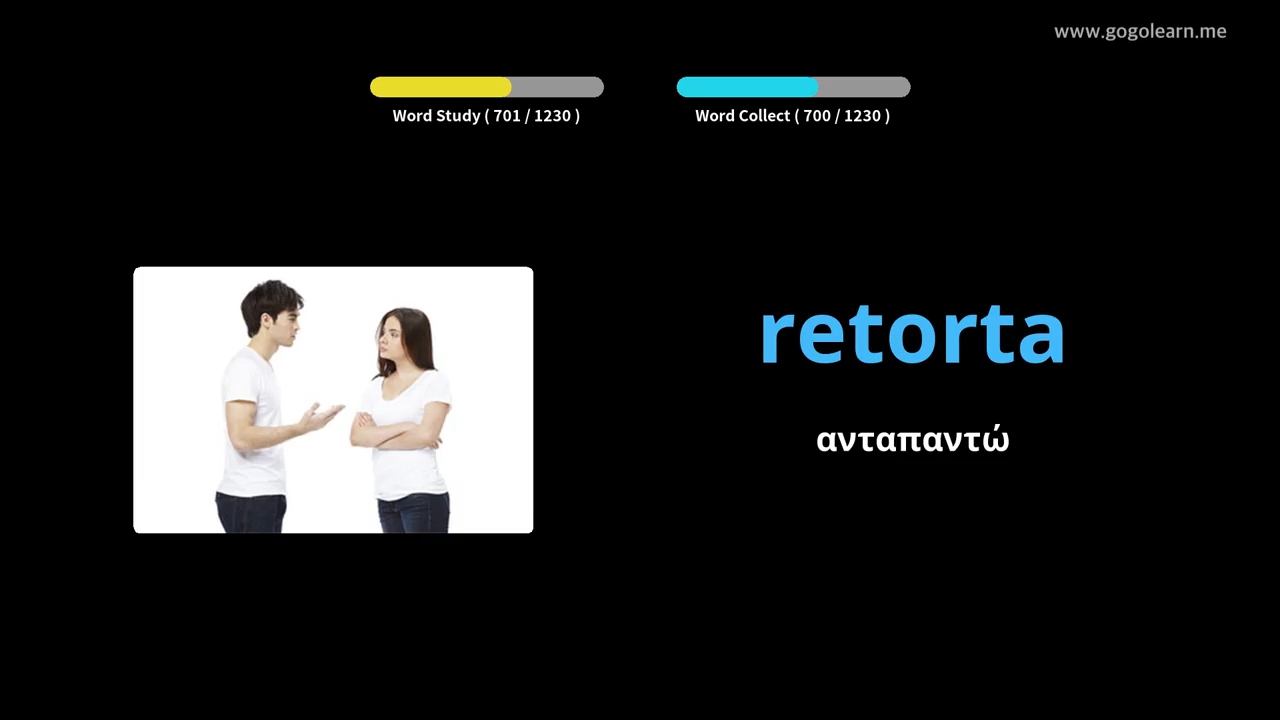 www.gogolearn.me
Word Study ( 701 / 1230 )
Word Collect ( 700 / 1230 )
retorta
ανταπαντώ